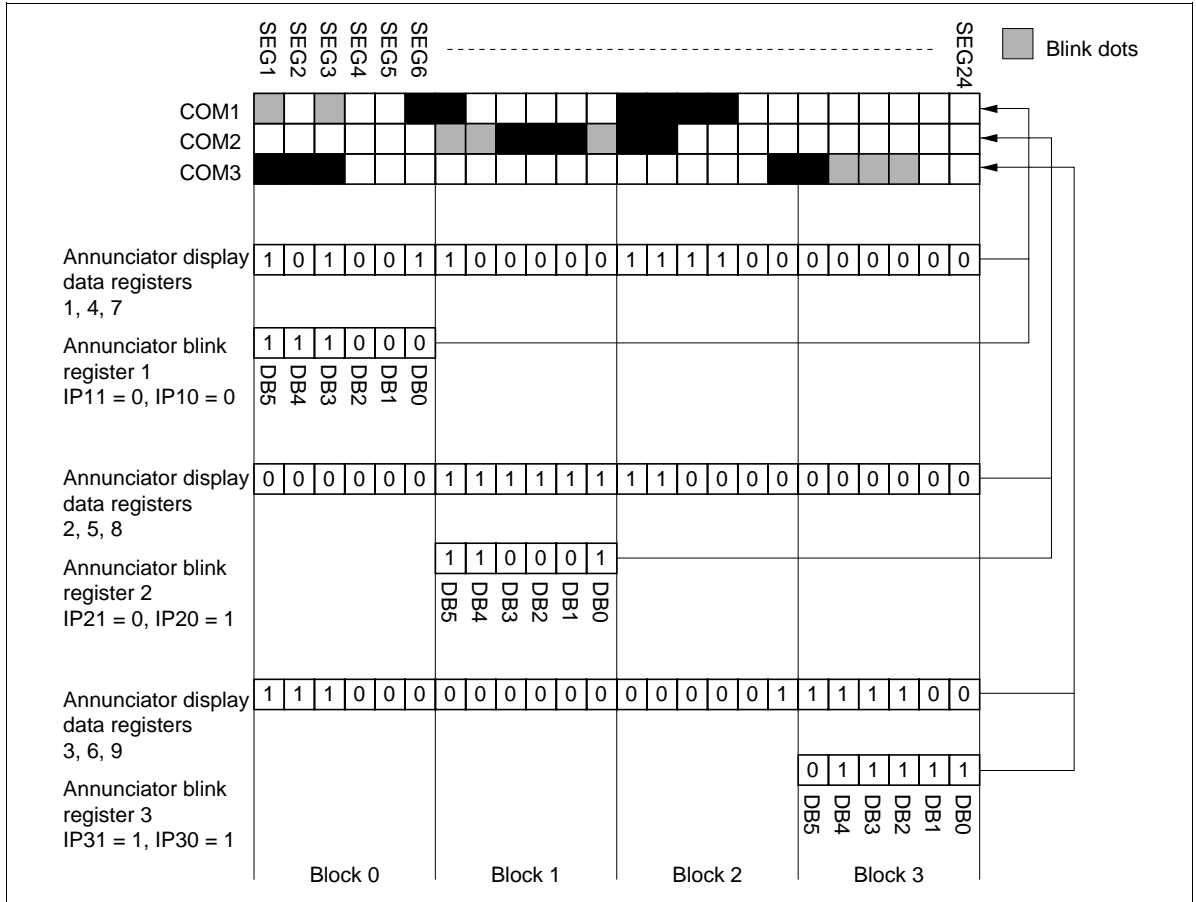 SEG1 SEG2 SEG3 SEG4 SEG5 SEG6 SEG24
Blink dots
COM1
COM2
COM3
Annunciator display
data registers
1, 4, 7
1 0 1 0 0 1 1 0 0 0 0 0 1 1 1 1 0 0 0 0 0 0 0 0
Annunciator blink
register 1
IP11 = 0, IP10 = 0
1 1 1 0 0 0
DB5 DB4 DB3 DB2 DB1 DB0
Annunciator display
data registers
2, 5, 8
0 0 0 0 0 0 1 1 1 1 1 1 1 1 0 0 0 0 0 0 0 0 0 0
Annunciator blink
register 2
IP21 = 0, IP20 = 1
1 1 0 0 0 1
DB5 DB4 DB3 DB2 DB1 DB0
Annunciator display
data registers
3, 6, 9
1 1 1 0 0 0 0 0 0 0 0 0 0 0 0 0 0 1 1 1 1 1 0 0
Annunciator blink
register 3
IP31 = 1, IP30 = 1
0 1 1 1 1 1
DB5 DB4 DB3 DB2 DB1 DB0
Block 0 Block 1 Block 2 Block 3